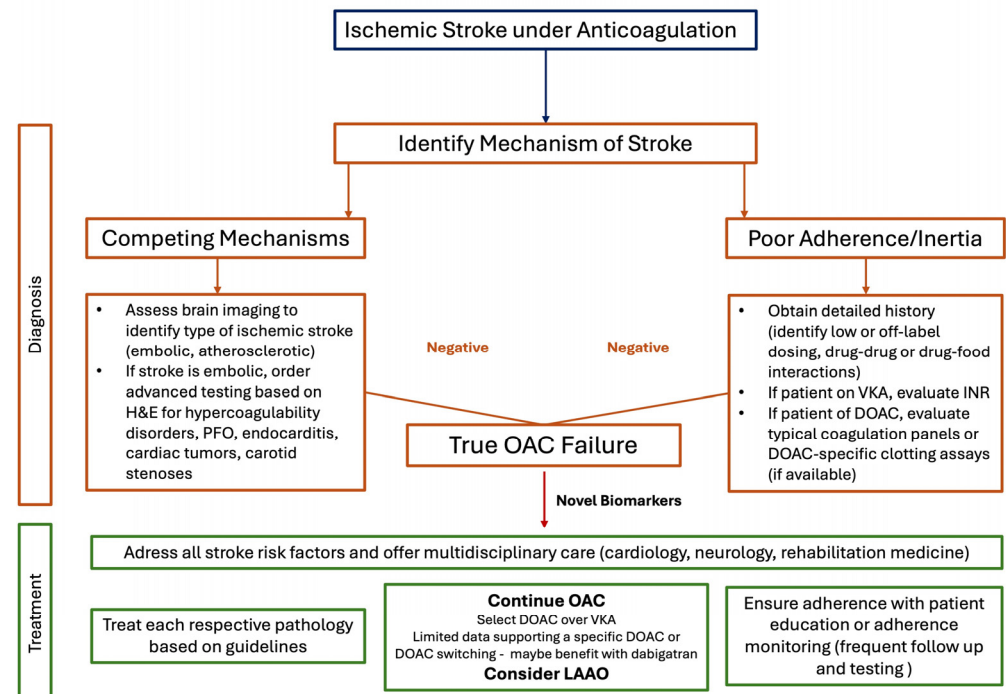 Ischemic Stroke under Anticoagulation
Identify Mechanism of Stroke
Diagnosis
Competing Mechanisms
• Assess brain imaging to
identify type of ischemic stroke
(embolic, atherosclerotic)
• If stroke is embolic, order
advanced testing based on
H&E for hypercoagulability
disorders, PFO, endocarditis,
cardiac tumors, carotid
stenoses
Negative
Negative
Poor Adherence/Inertia
• Obtain detailed history
(identify low or off-label
dosing, drug-drug or drug-food
interactions)
• If patient on VKA, evaluate INR
• If patient of DOAC, evaluate
typical coagulation panels or
DOAC-specific clotting assays
(if available)
True OAC Failure
Novel Biomarkers
Treatment
Adress all stroke risk factors and offer multidisciplinary care (cardiology, neurology, rehabilitation medicine)
Treat each respective pathology
based on guidelines
Continue OAC
Select DOAC over VKA
Limited data supporting a specific DOAC or
DOAC switching - maybe benefit with dabigatran
Consider LAAO
Ensure adherence with patient
education or adherence
monitoring (frequent follow up
and testing )